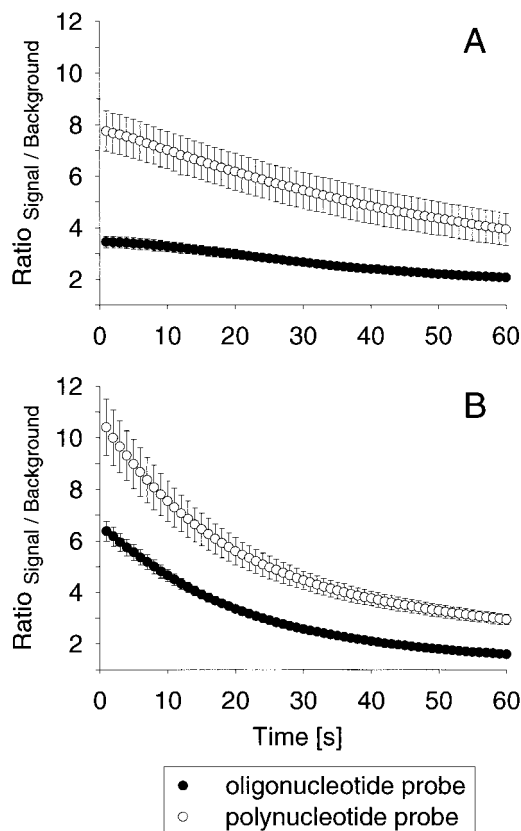 A
12
10
8
6
4
2
Ratio Signal / Background
0 10 20 30 40 50 60
B
12
10
8
6
4
2
Ratio Signal / Background
0 10 20 30 40 50 60
Time [s]
oligonucleotide probe
polynucleotide probe